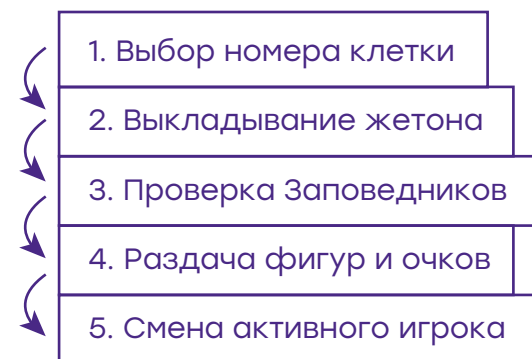 1. Выбор номера клетки
2. Выкладывание жетона
3. Проверка Заповедников
4. Раздача фигур и очков
5. Смена активного игрока